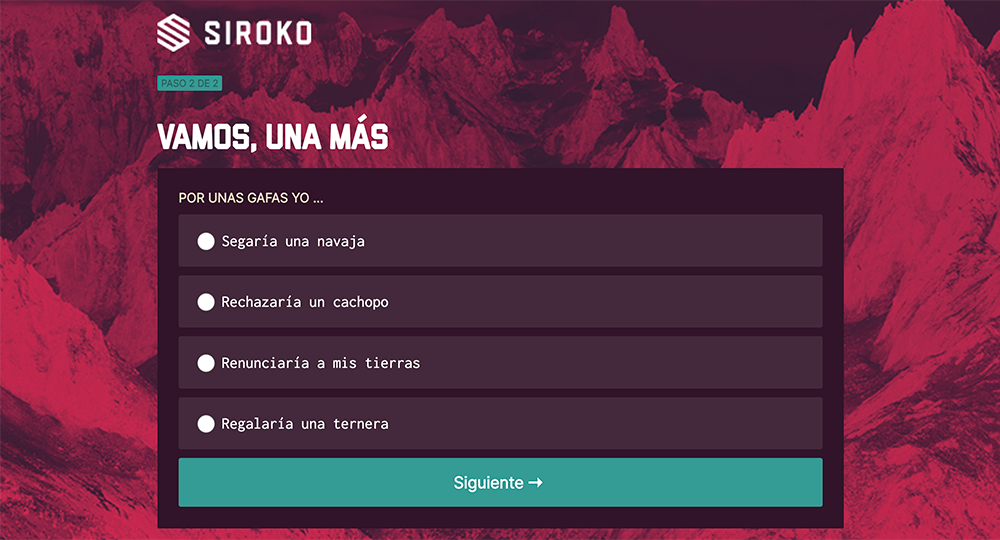 SIROKO
PASO 2 DE 2
VAMOS, UNA MÁS
POR UNAS GAFAS YO ...
Segaría una navaja
Rechazaría un cachopo
Renunciaría a mis tierras
Regalaría una ternera
Siguiente →